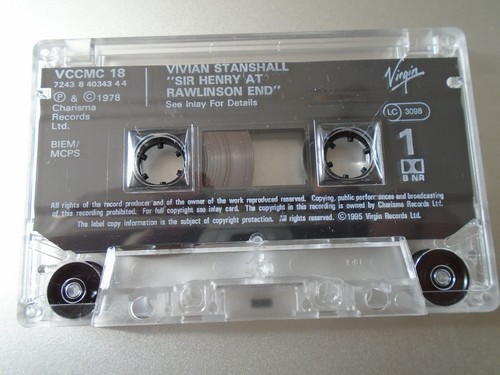 VCCMC 18
7243 8 40343 4 4
VIVIAN STANSHALL
"SIR HENRY AT
RAWLINSON END"
See Inlay For Details
Virgin
Ⓟ & Ⓒ 1978
Charisma
Records
Ltd.
LC 3098
BIEM/
MCPS
1
B NR
All rights of the record producer and of the owner of the work reproduced reserved. Copying, public performances and broadcasting
of this recording prohibited. For full copyright see inlay card. The copyright in this recording is owned by Charisma Records Ltd.
The label copy information is the subject of copyright protection. All rights reserved. ©1995 Virgin Records Ltd.